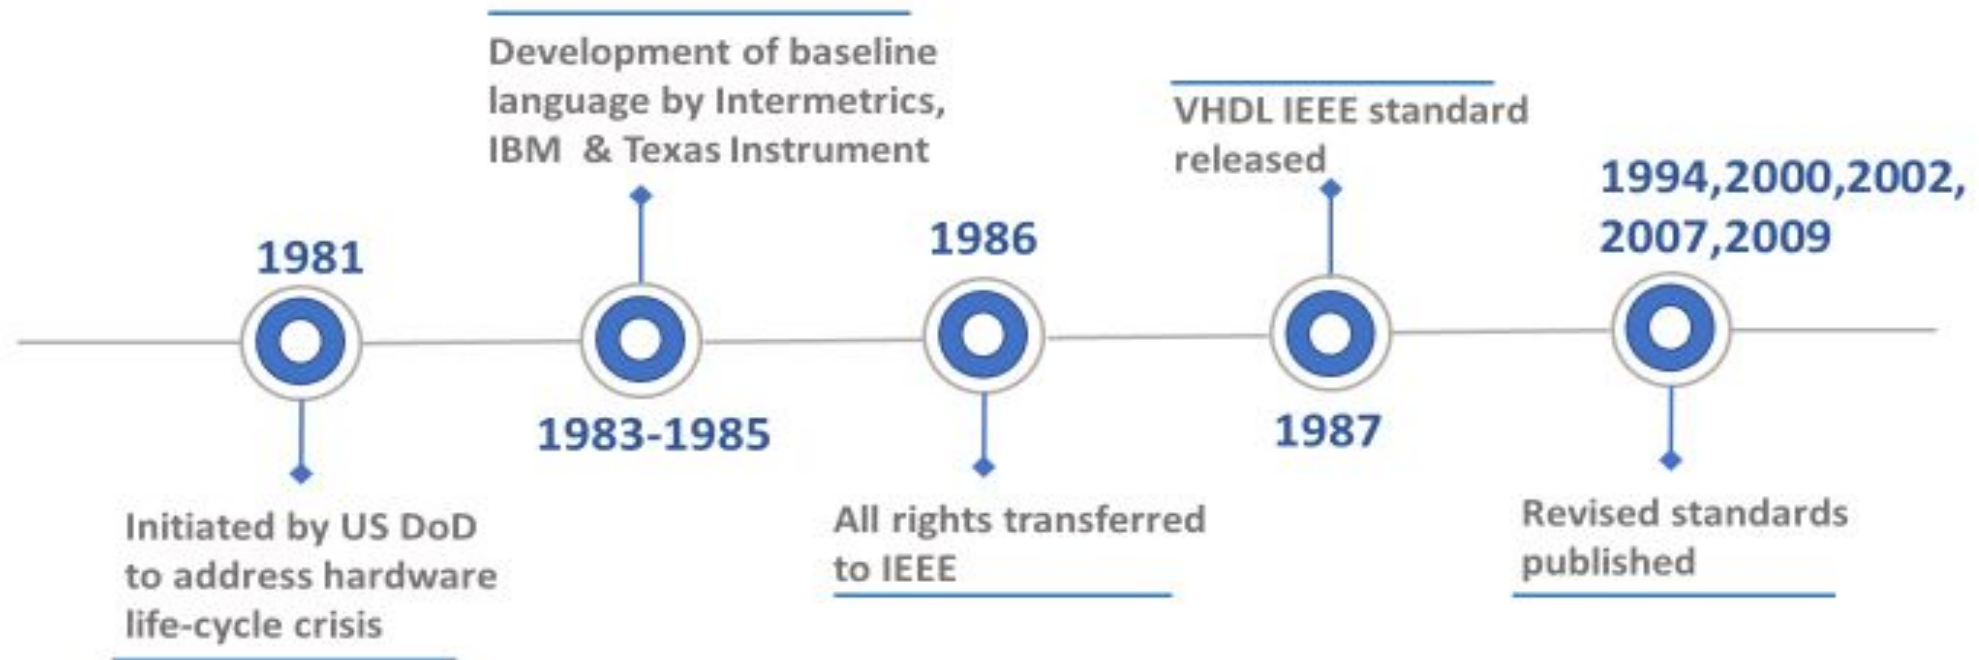 1981
Initiated by US DoD
to address hardware
life-cycle crisis
Development of baseline
language by Intermetrics,
IBM & Texas Instrument
1983-1985
1986
All rights transferred
to IEEE
VHDL IEEE standard
released
1987
1994,2000,2002,
2007,2009
Revised standards
published